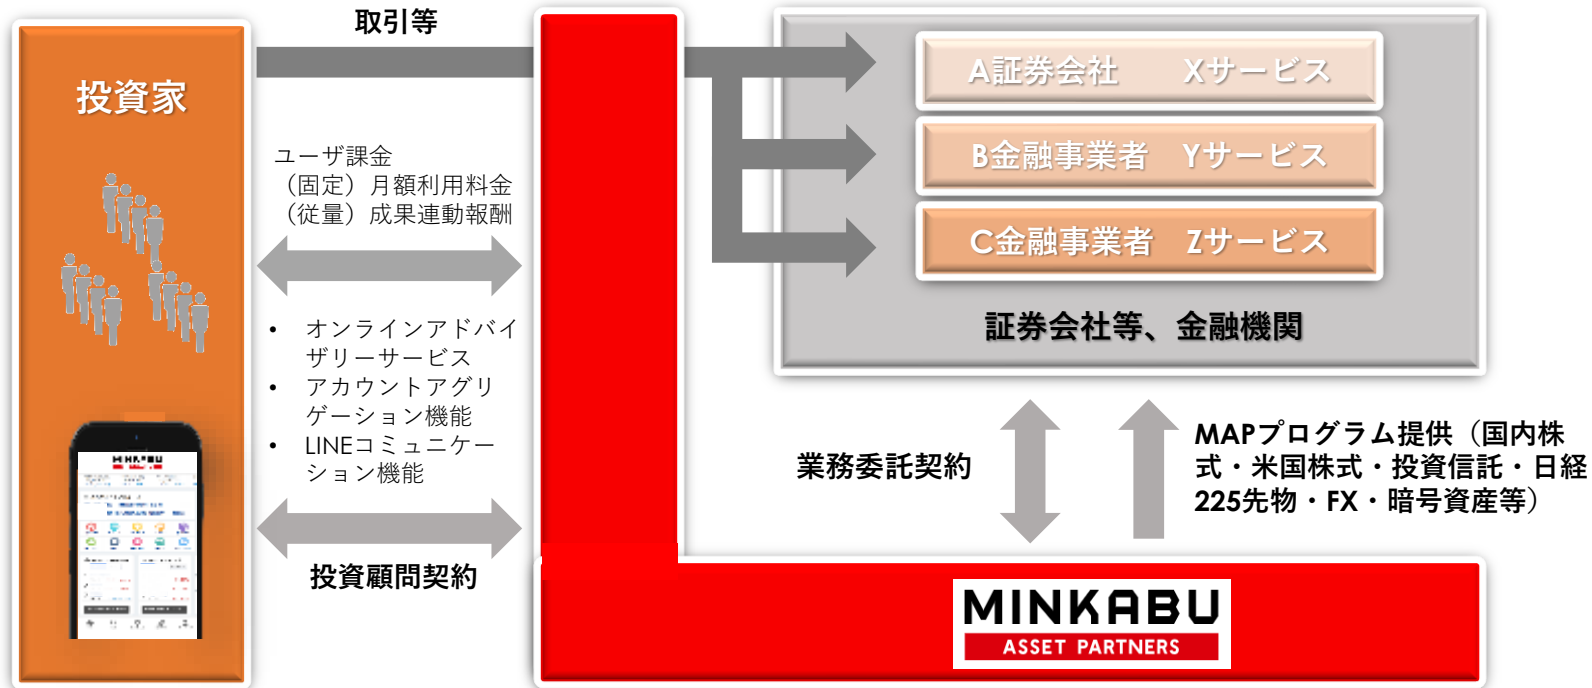 取引等
投資家
ユーザ課金
（固定）月額利用料金
（従量）成果連動報酬
• オンラインアドバイ
ザリーサービス
• アカウントアグリ
ゲーション機能
• LINEコミュニケー
ション機能
投資顧問契約
A証券会社　Xサービス
B金融事業者　Yサービス
C金融事業者　Zサービス
証券会社等、金融機関
業務委託契約
MAPプログラム提供（国内株
式・米国株式・投資信託・日経
225先物・FX・暗号資産等）
MINKABU
ASSET PARTNERS
MINKABU